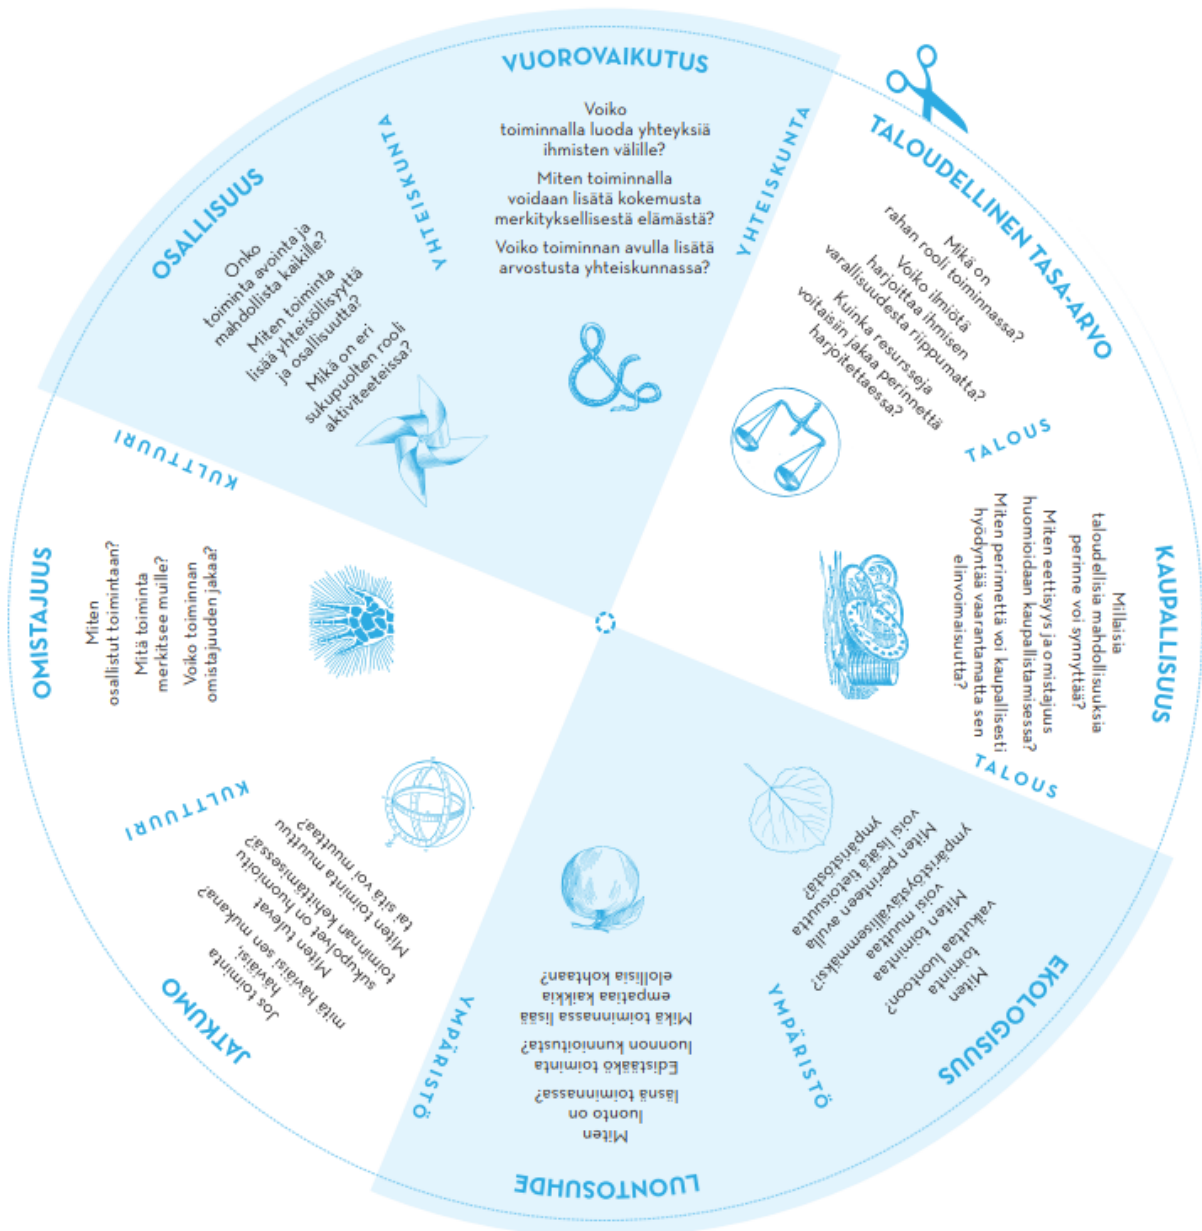 VUOROVAIKUTUS
Voiko
toiminnalla luoda yhteyksiä
ihmisten välille?
Miten toiminnalla
voidaan lisätä kokemusta
merkityksellisestä elämästä?
Voiko toiminnan avulla lisätä
arvostusta yhteiskunnassa?
YHTEISKUNTA
TALOUDELLINEN TASA-ARVO
Mikä on
rahan rooli toiminnassa?
Voiko ilmiötä
harjoittaa ihmisen
varallisuudesta riippumatta?
Kuinka resursseja
voitaisiin jakaa perinnettä
harjoitettaessa?
TALOUS
KAUPALLISUUS
Millaisia
taloudellisia mahdollisuuksia
perinne voi synnyttää?
Miten eettisyys ja omistajuus
huomioidaan kaupallistamisessa?
Miten perinnettä voi kaupallisesti
hyödyntää vaarantamatta sen
elinvoimaisuutta?
TALOUS
EKOLOGISUUS
Miten
toiminta
vaikuttaa luontoon?
Miten toimintaa
voisi muuttaa
ympäristöystävällisemmäksi?
Miten perinteen avulla
voisi lisätä tietoisuutta
ympäristöstä?
YMPÄRISTÖ
LUONTOSUHDE
Miten
luonto on
läsnä toiminnassa?
Edistääkö toiminta
luonnon kunnioitusta?
Mikä toiminnassa lisää
empatiaa kaikkia
elollisia kohtaan?
YMPÄRISTÖ
JATKUMO
Jos toiminta
häviäisi,
mitä häviäisi sen mukana?
Miten tulevat
sukupolvet on huomioitu
toiminnan kehittämisessä?
Miten toiminta muuttuu
tai sitä voi muuttaa?
KULTTUURI
OMISTAJUUS
Miten
osallistut toimintaan?
Mitä toiminta
merkitsee muille?
Voiko toiminnan
omistajuuden jakaa?
KULTTUURI
OSALLISUUS
Onko
toiminta avointa ja
mahdollista kaikille?
Miten toiminta
lisää yhteisöllisyyttä
ja osallisuutta?
Mikä on eri
sukupuolten rooli
aktiviteeteissa?
YHTEISKUNTA